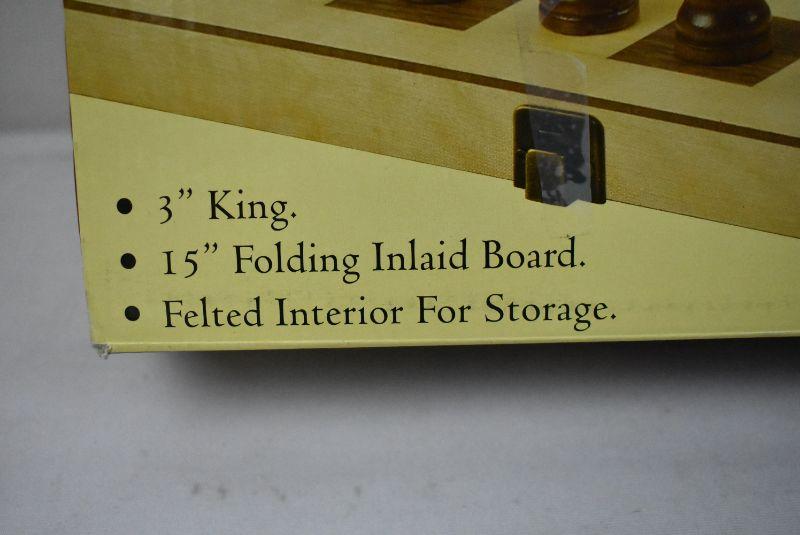 • 3” King.
• 15” Folding Inlaid Board.
• Felted Interior For Storage.